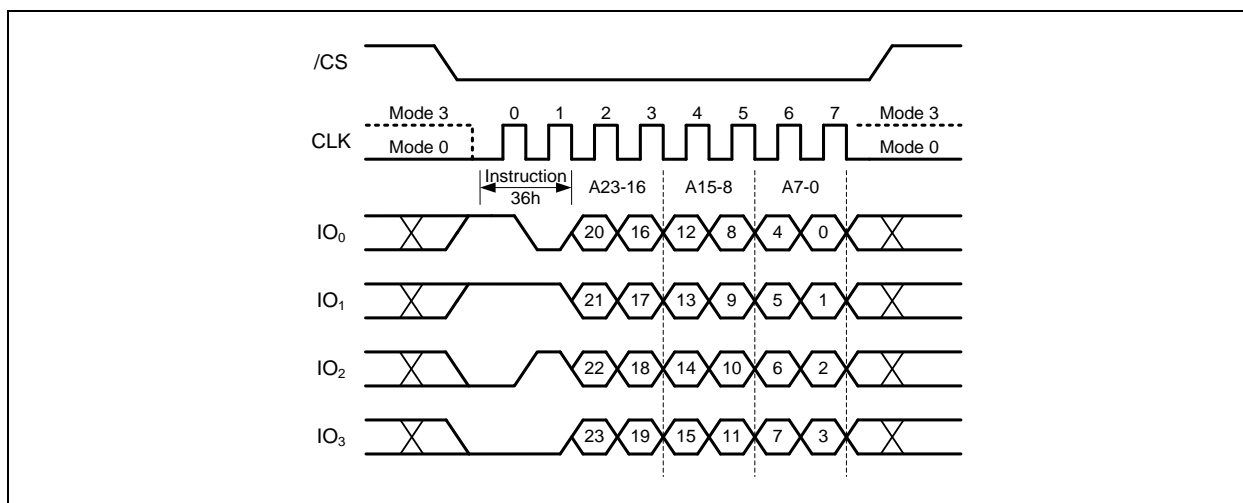 /CS
Mode 3 0 1 2 3 4 5 6 7 Mode 3
CLK
Mode 0 Mode 0
Instruction A23-16 A15-8 A7-0
36h
IO0 20 16 12 8 4 0
IO1 21 17 13 9 5 1
IO2 22 18 14 10 6 2
IO3 23 19 15 11 7 3